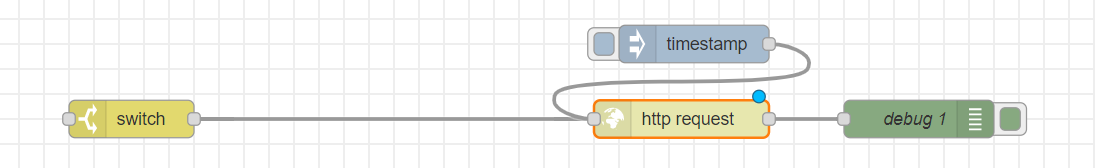 timestamp
switch
http request
debug 1